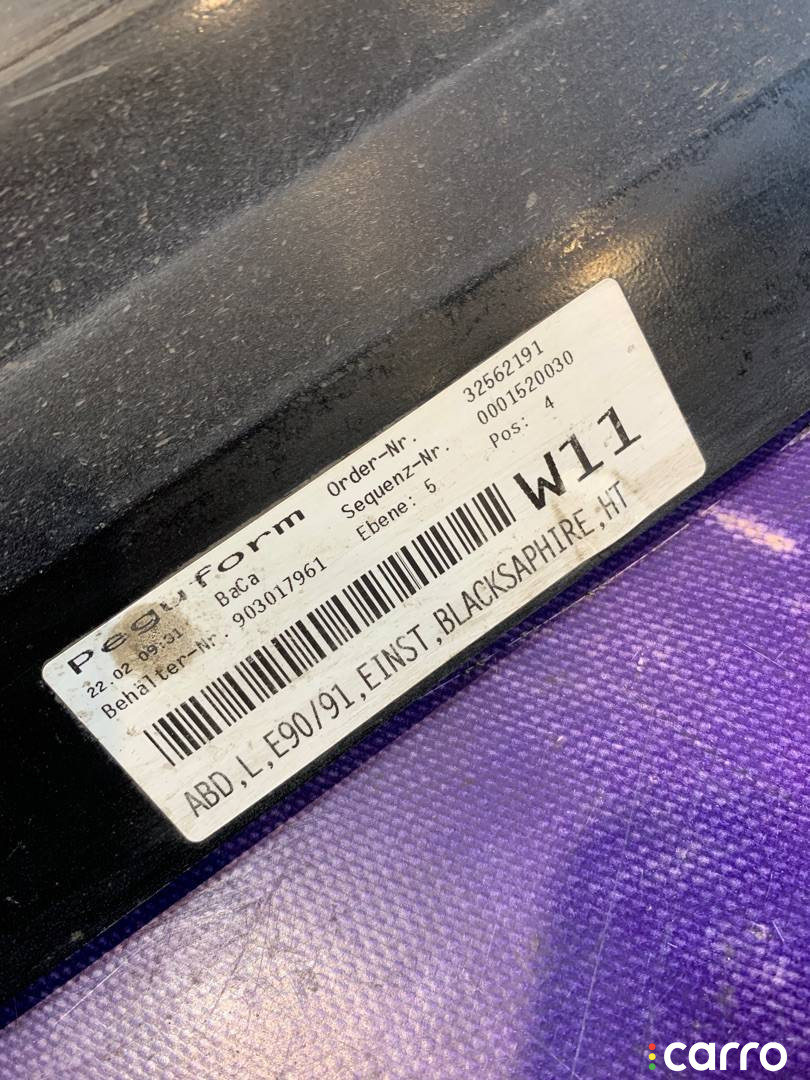 Peguform Order-Nr. 32562191
22.02 09:31 BaCa Sequenz-Nr. 0001520030
Behälter-Nr. 903017961 Ebene: 5 Pos: 4
W11
ABD,L,E90/91,EINST,BLACKSAPHIRE,HT
carro